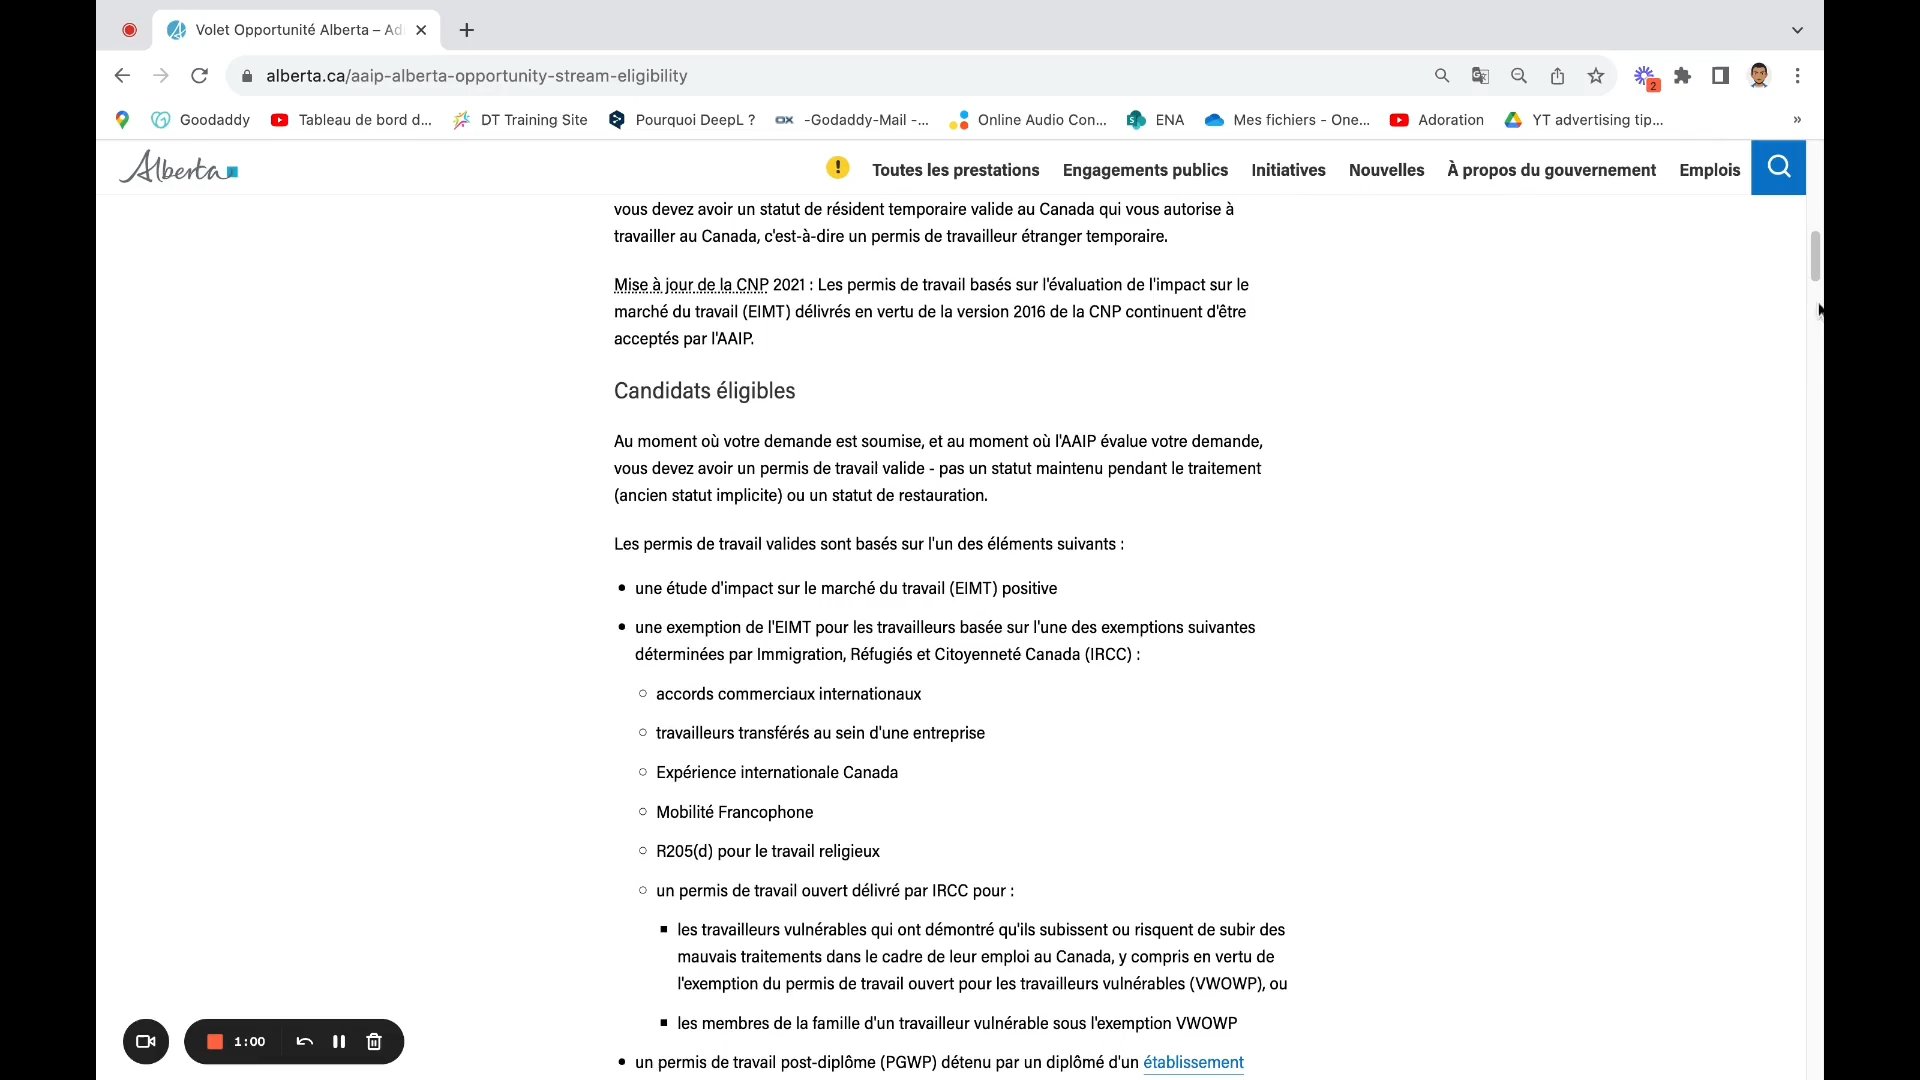 Volet Opportunité Alberta – Ad
alberta.ca/aaip-alberta-opportunity-stream-eligibility
2
Goodaddy
Tableau de bord d...
DT Training Site
Pourquoi DeepL ?
-Godaddy-Mail -...
Online Audio Con...
ENA
Mes fichiers - One...
Adoration
YT advertising tip...
»
Alberta
Toutes les prestations
Engagements publics
Initiatives
Nouvelles
À propos du gouvernement
Emplois
vous devez avoir un statut de résident temporaire valide au Canada qui vous autorise à
travailler au Canada, c'est-à-dire un permis de travailleur étranger temporaire.
Mise à jour de la CNP 2021 : Les permis de travail basés sur l'évaluation de l'impact sur le
marché du travail (EIMT) délivrés en vertu de la version 2016 de la CNP continuent d'être
acceptés par l'AAIP.
Candidats éligibles
Au moment où votre demande est soumise, et au moment où l'AAIP évalue votre demande,
vous devez avoir un permis de travail valide - pas un statut maintenu pendant le traitement
(ancien statut implicite) ou un statut de restauration.
Les permis de travail valides sont basés sur l'un des éléments suivants :
une étude d'impact sur le marché du travail (EIMT) positive
une exemption de l'EIMT pour les travailleurs basée sur l'une des exemptions suivantes
déterminées par Immigration, Réfugiés et Citoyenneté Canada (IRCC) :
accords commerciaux internationaux
travailleurs transférés au sein d'une entreprise
Expérience internationale Canada
Mobilité Francophone
R205(d) pour le travail religieux
un permis de travail ouvert délivré par IRCC pour :
les travailleurs vulnérables qui ont démontré qu'ils subissent ou risquent de subir des
mauvais traitements dans le cadre de leur emploi au Canada, y compris en vertu de
l'exemption du permis de travail ouvert pour les travailleurs vulnérables (VWOWP), ou
les membres de la famille d'un travailleur vulnérable sous l'exemption VWOWP
un permis de travail post-diplôme (PGWP) détenu par un diplômé d'un établissement
1:00